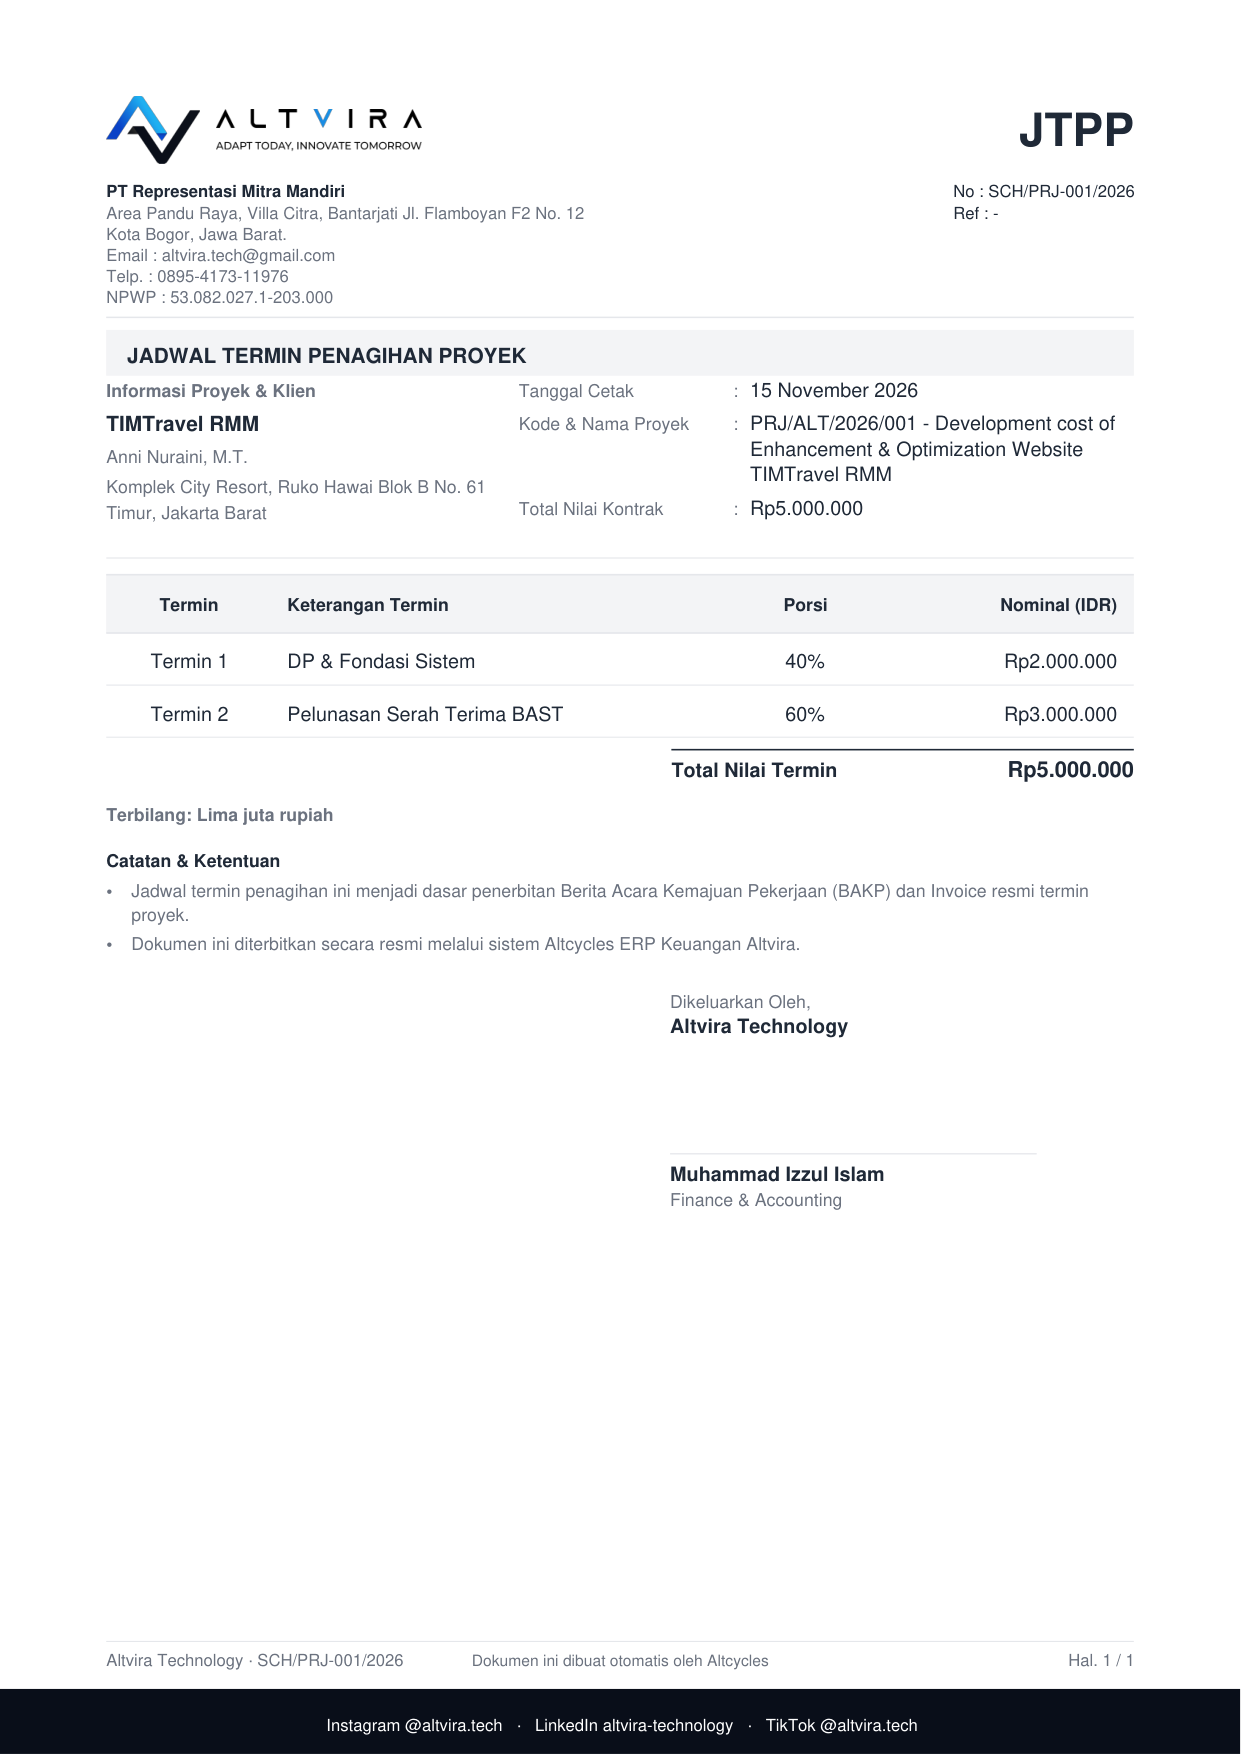 ALTVIRA
ADAPT TODAY, INNOVATE TOMORROW
JTPP
PT Representasi Mitra Mandiri
Area Pandu Raya, Villa Citra, Bantarjati Jl. Flamboyan F2 No. 12
Kota Bogor, Jawa Barat.
Email : altvira.tech@gmail.com
Telp. : 0895-4173-11976
NPWP : 53.082.027.1-203.000
No : SCH/PRJ-001/2026
Ref : -
JADWAL TERMIN PENAGIHAN PROYEK
Informasi Proyek & Klien
TIMTravel RMM
Anni Nuraini, M.T.
Komplek City Resort, Ruko Hawai Blok B No. 61
Timur, Jakarta Barat
Tanggal Cetak : 15 November 2026
Kode & Nama Proyek : PRJ/ALT/2026/001 - Development cost of
Enhancement & Optimization Website
TIMTravel RMM
Total Nilai Kontrak : Rp5.000.000
Termin Keterangan Termin Porsi Nominal (IDR)
Termin 1 DP & Fondasi Sistem 40% Rp2.000.000
Termin 2 Pelunasan Serah Terima BAST 60% Rp3.000.000
Total Nilai Termin Rp5.000.000
Terbilang: Lima juta rupiah
Catatan & Ketentuan
• Jadwal termin penagihan ini menjadi dasar penerbitan Berita Acara Kemajuan Pekerjaan (BAKP) dan Invoice resmi termin
proyek.
• Dokumen ini diterbitkan secara resmi melalui sistem Altcycles ERP Keuangan Altvira.
Dikeluarkan Oleh,
Altvira Technology
Muhammad Izzul Islam
Finance & Accounting
Altvira Technology · SCH/PRJ-001/2026 Dokumen ini dibuat otomatis oleh Altcycles Hal. 1 / 1
Instagram @altvira.tech · LinkedIn altvira-technology · TikTok @altvira.tech